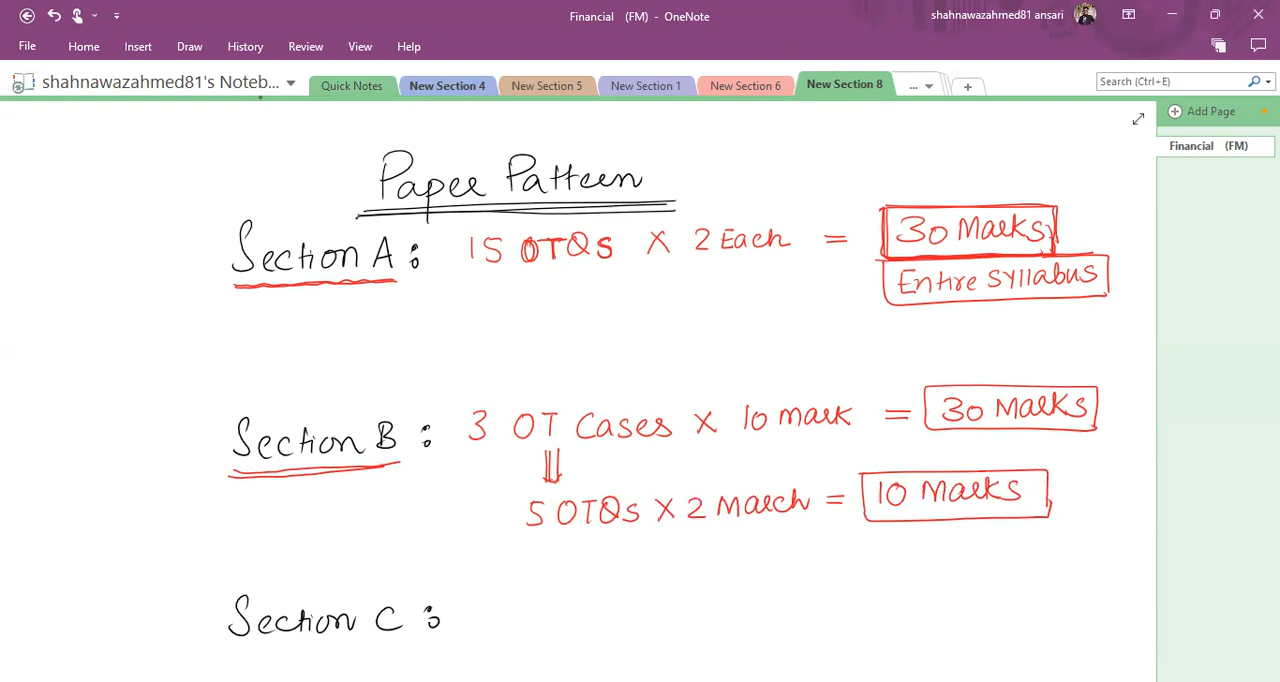 Financial (FM) - OneNote
shahnawazahmed81 ansari
File Home Insert Draw History Review View Help
shahnawazahmed81's Noteb...
Quick Notes
New Section 4
New Section 5
New Section 1
New Section 6
New Section 8
...
+
Search (Ctrl+E)
Add Page
Financial (FM)
Paper Pattern
Section A : 15 OTQS X 2 Each = 30 Marks
Entire syllabus
Section B : 3 OT Cases X 10 mark = 30 Marks
5 OTQs X 2 March = 10 Marks
Section C :